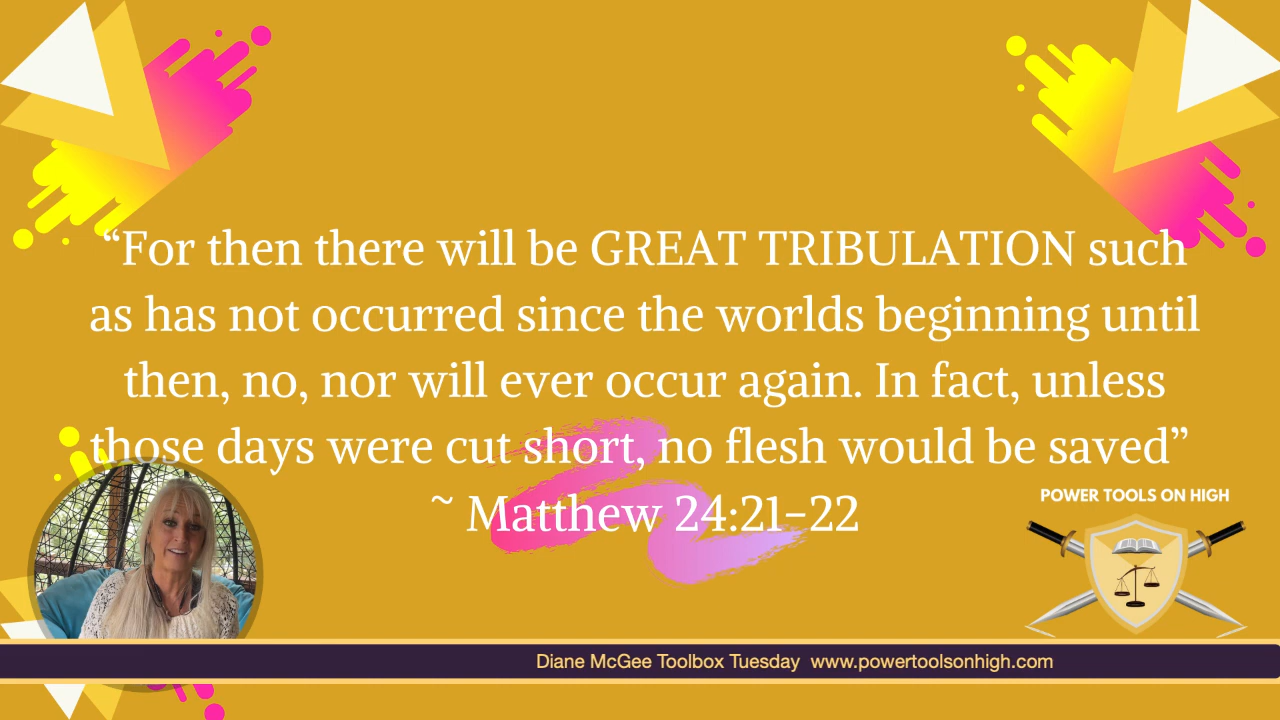 “For then there will be GREAT TRIBULATION such
as has not occurred since the worlds beginning until
then, no, nor will ever occur again. In fact, unless
those days were cut short, no flesh would be saved”
~ Matthew 24:21-22
POWER TOOLS ON HIGH
Diane McGee Toolbox Tuesday www.powertoolsonhigh.com